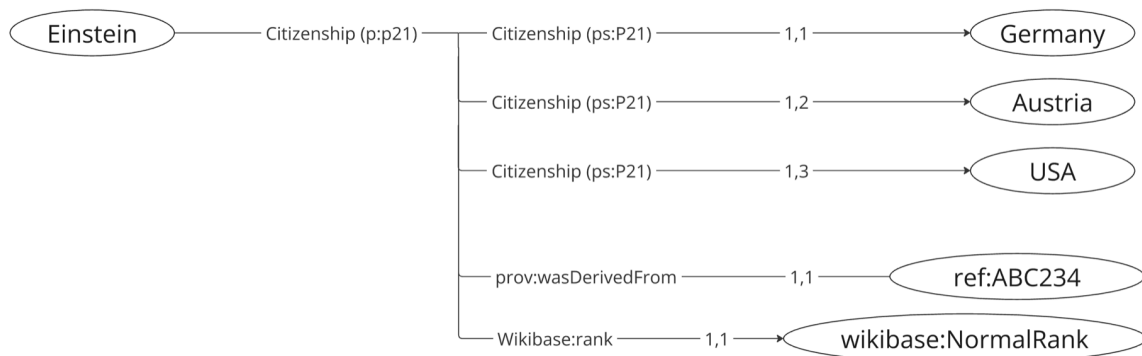 Einstein Citizenship (p:p21) Citizenship (ps:P21) 1,1 Germany
Citizenship (ps:P21) 1,2 Austria
Citizenship (ps:P21) 1,3 USA
prov:wasDerivedFrom 1,1 ref:ABC234
Wikibase:rank 1,1 wikibase:NormalRank